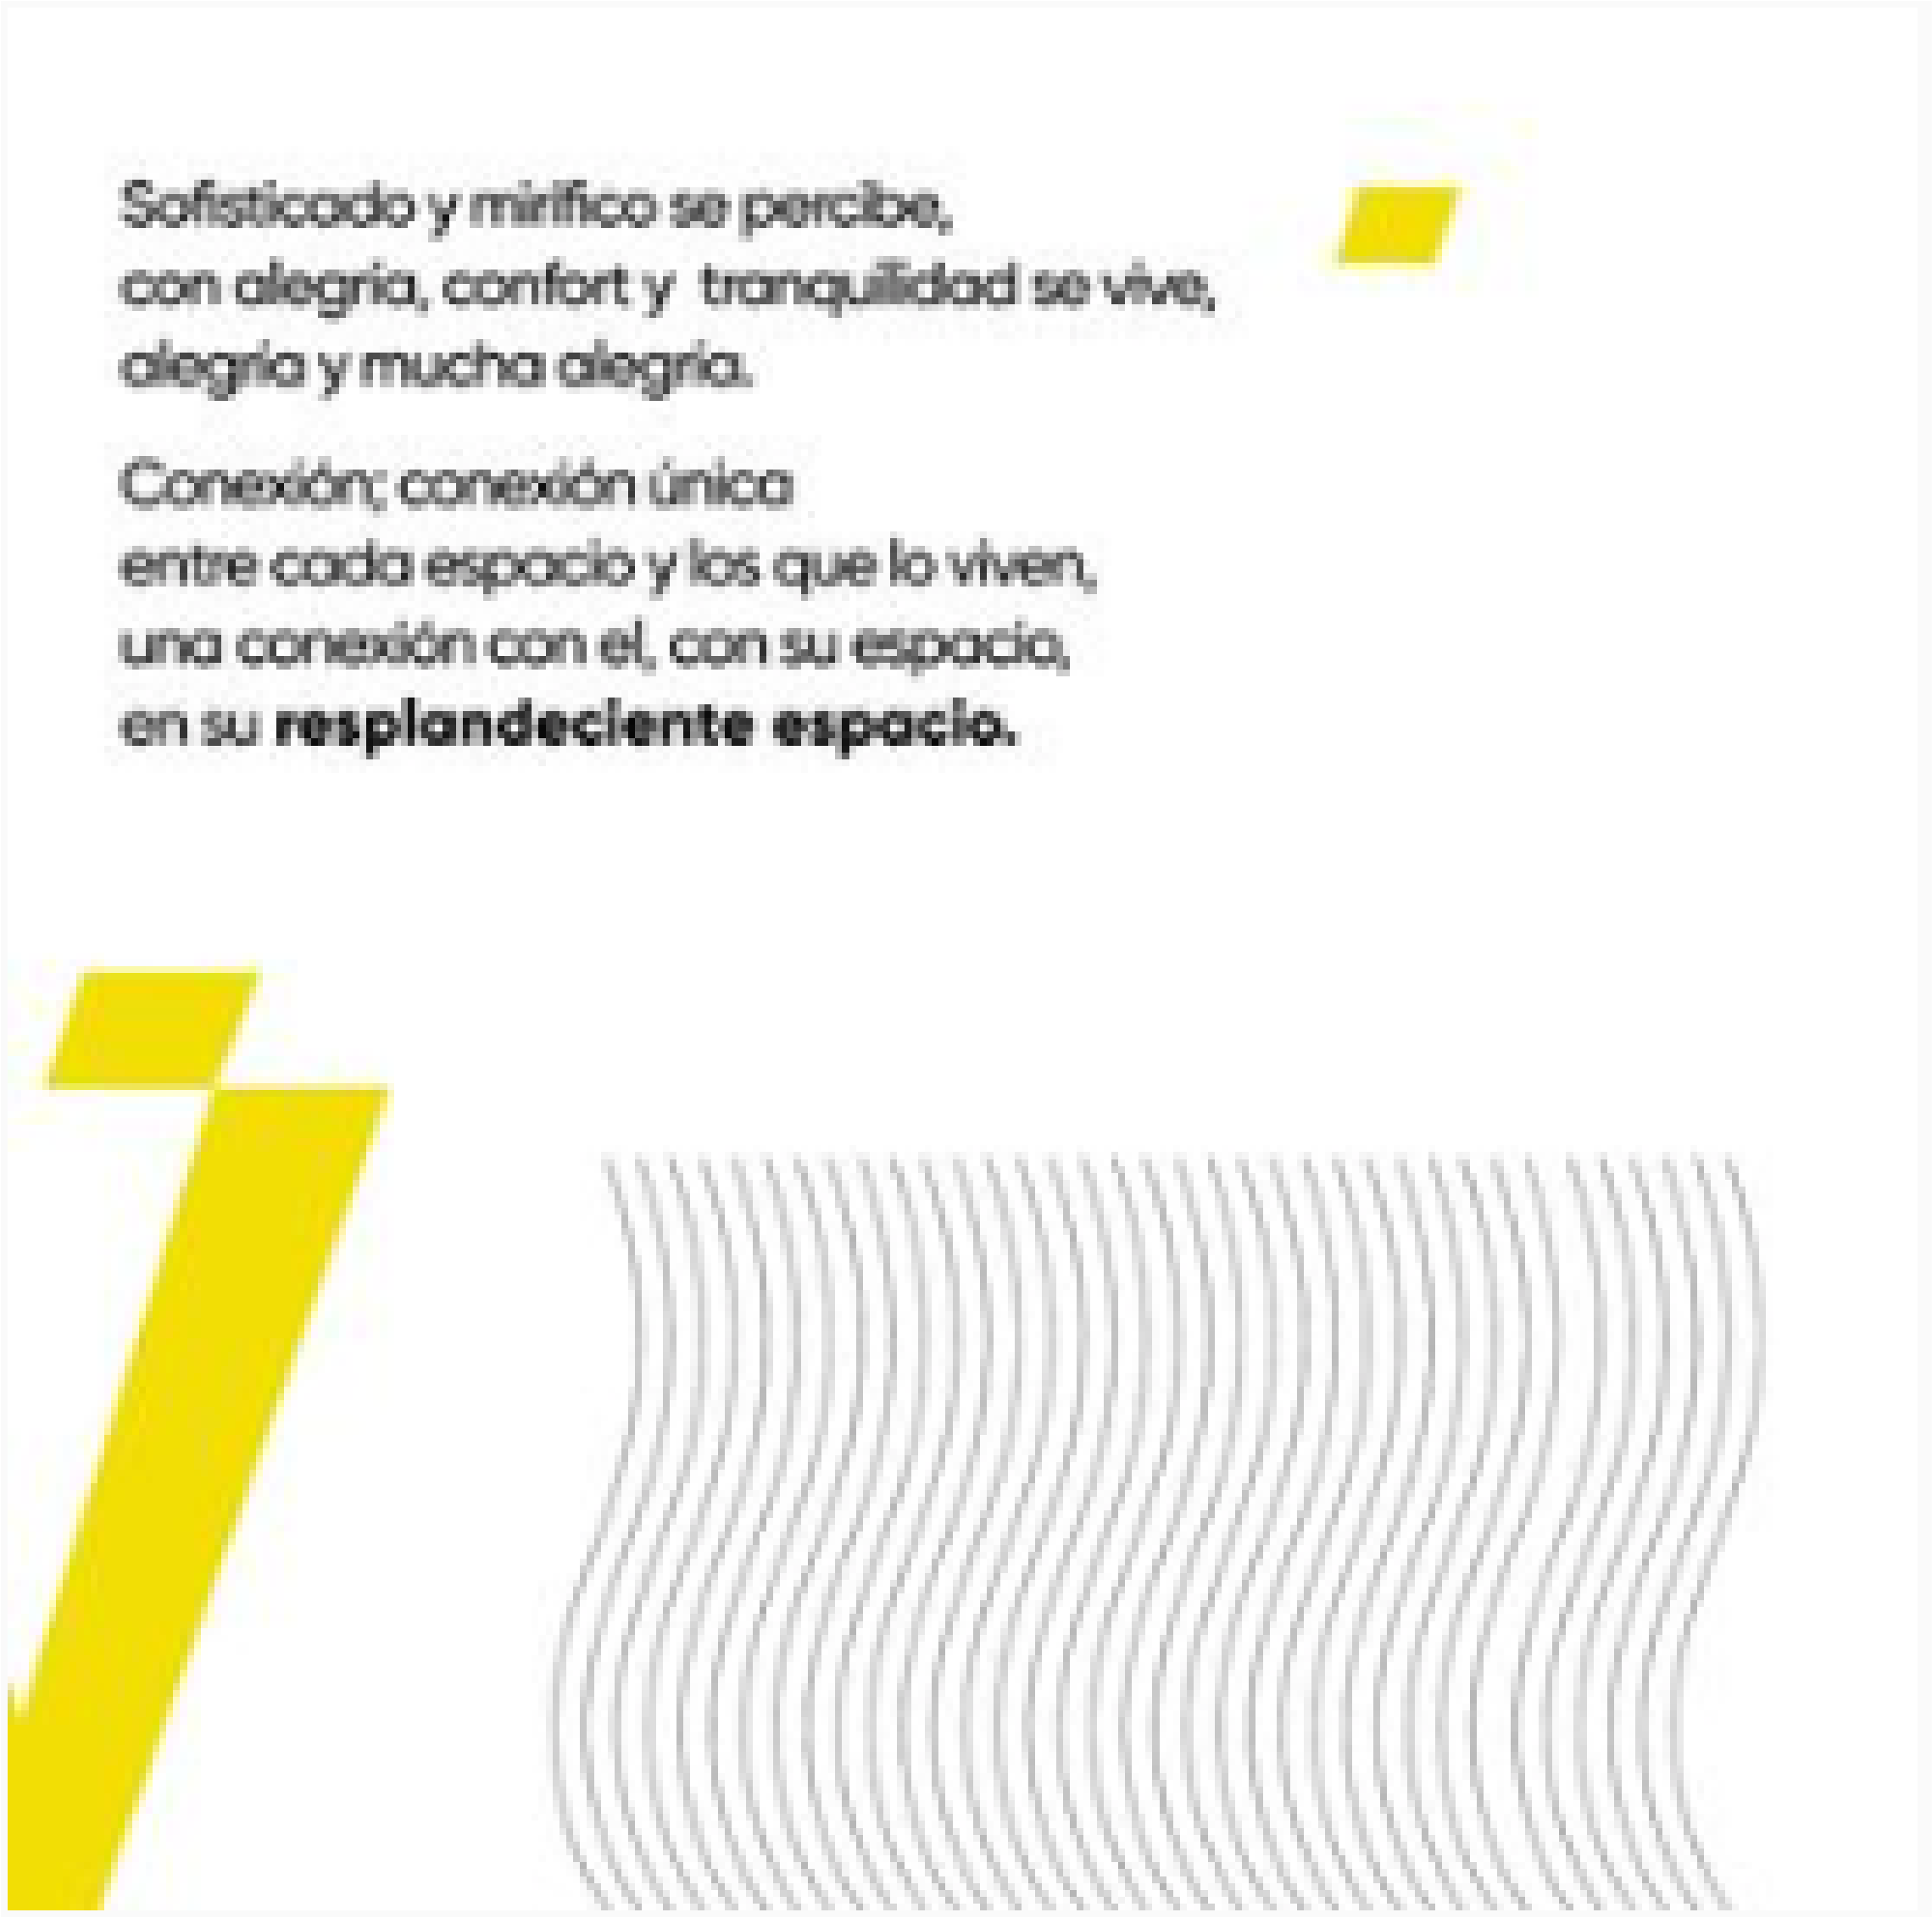 Sofisticado y mirífico se percibe,
con alegria, confort y tranquilidad se vive,
alegría y mucha alegría.
Conexión; conexión única
entre cada espacio y los que lo viven,
una conexión con el, con su espacio,
en su resplandeciente espacio.